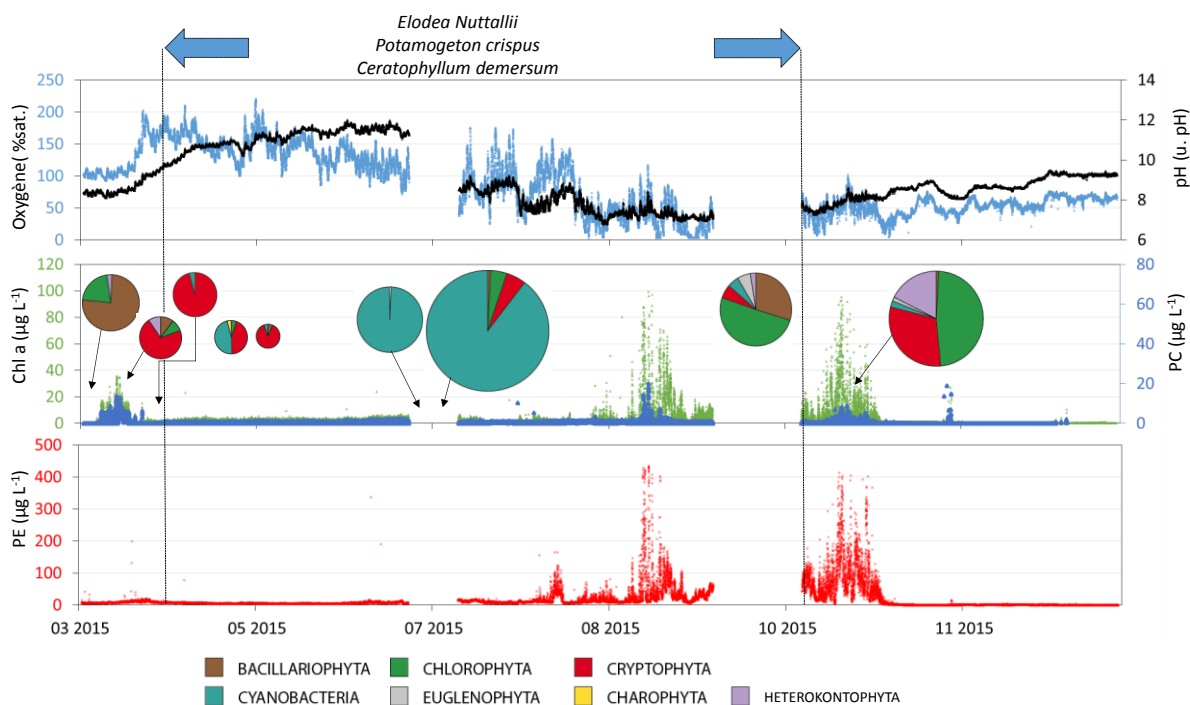 Elodea Nuttallii
Potamogeton crispus
Ceratophyllum demersum
Oxygène( %sat.)
250
200
150
100
50
0
14
12
10
8
6
pH (u. pH)
Chl a (µg L-1)
120
100
80
60
40
20
0
80
60
40
20
0
PC (µg L-1)
PE (µg L-1)
500
400
300
200
100
0
03 2015 05 2015 07 2015 08 2015 10 2015 11 2015
BACILLARIOPHYTA CHLOROPHYTA CRYPTOPHYTA
CYANOBACTERIA EUGLENOPHYTA CHAROPHYTA HETEROKONTOPHYTA